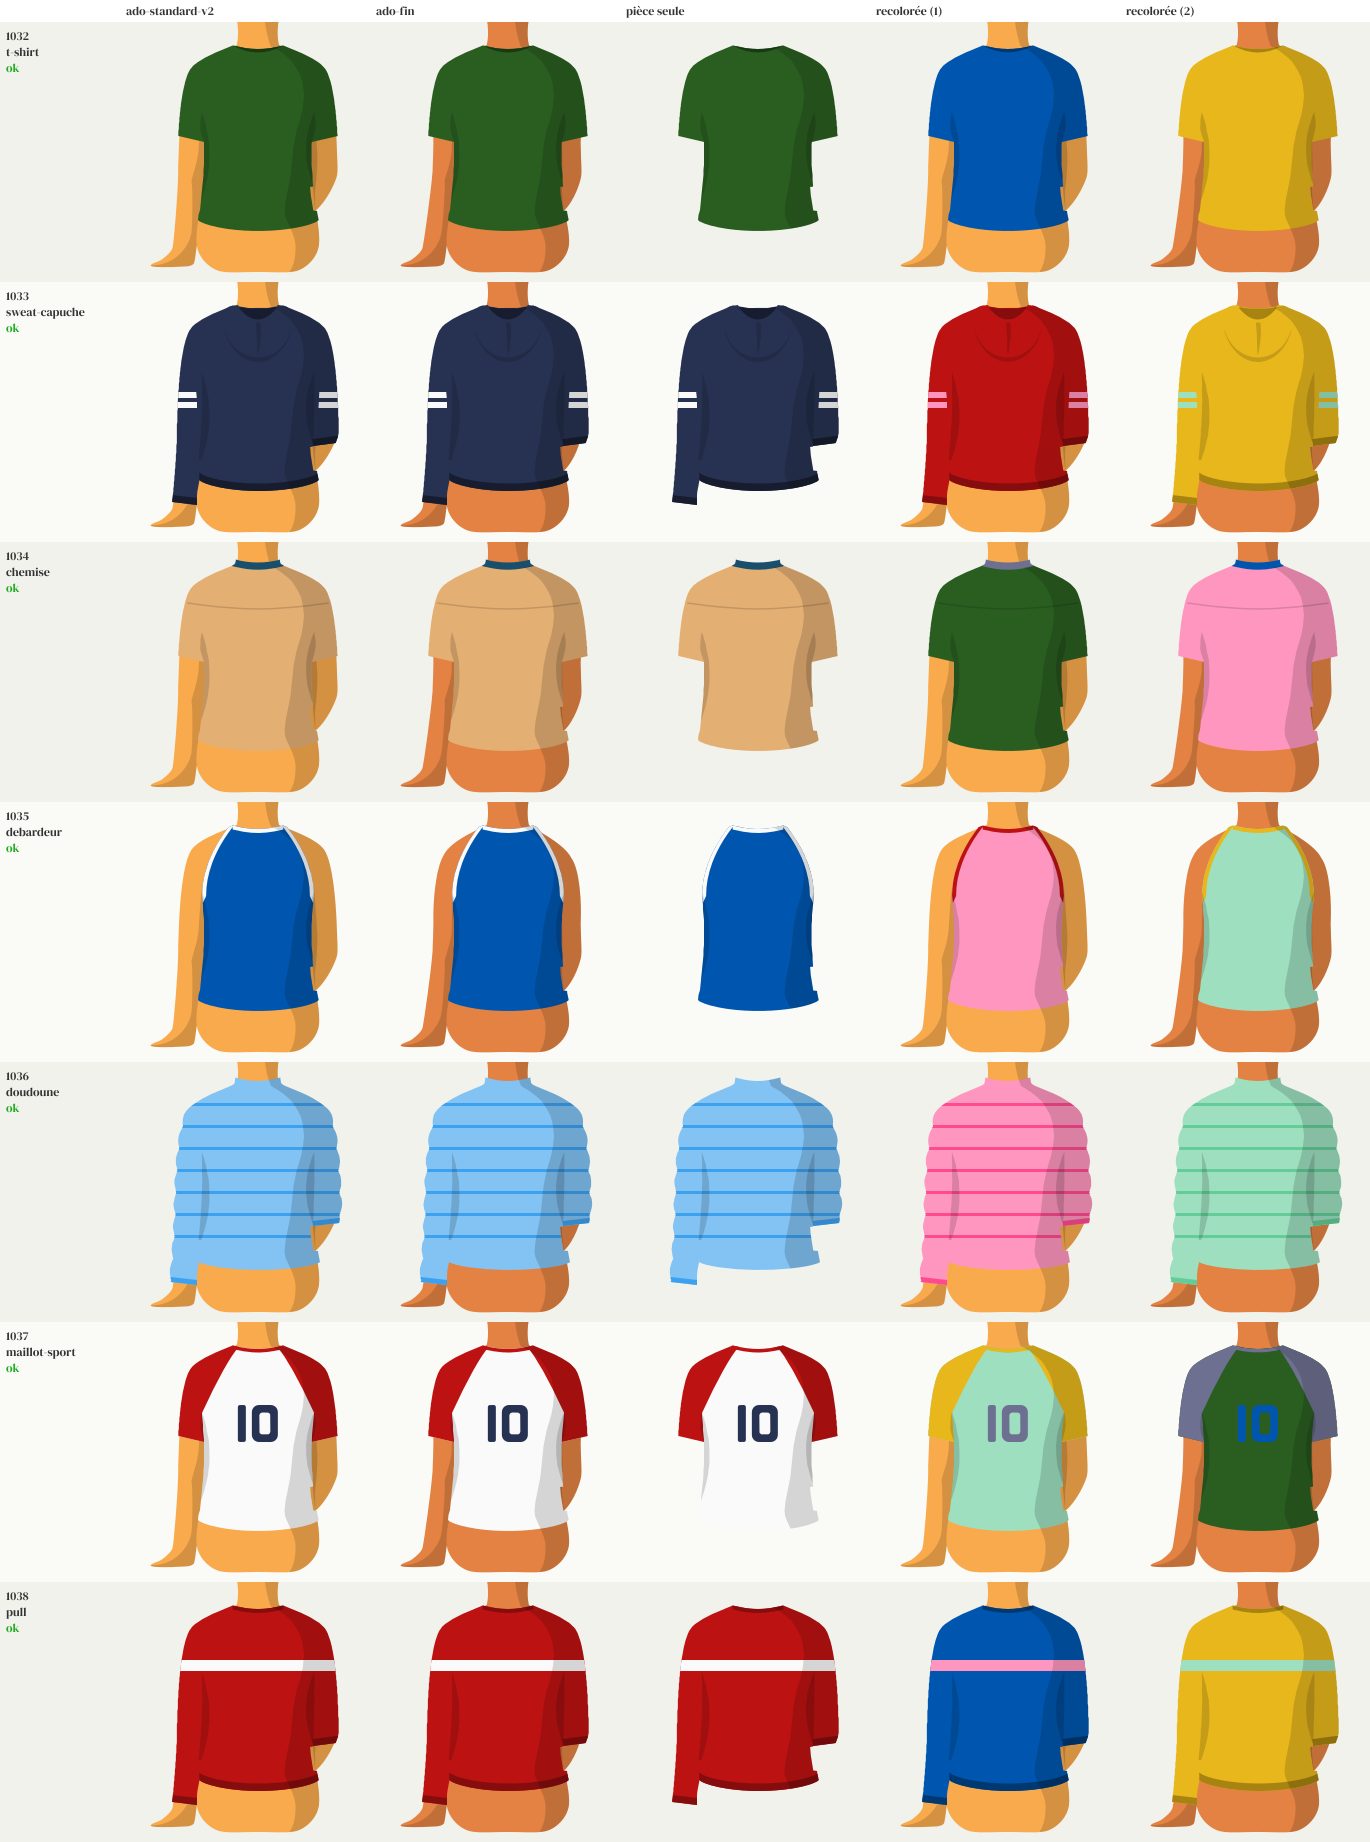 ado-standard-v2 ado-fin pièce seule recolorée (1) recolorée (2)
1032
t-shirt
ok
1033
sweat-capuche
ok
1034
chemise
ok
1035
debardeur
ok
1036
doudoune
ok
1037
maillot-sport
ok
10 10 10 10 10
1038
pull
ok